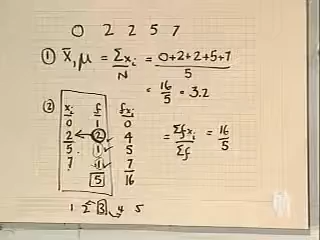 0 2 2 5 7
① x̄, μ = Σxᵢ/N = 0+2+2+5+7/5
= 16/5 = 3.2
② xᵢ f fxᵢ
0 1 0
2 ② 4 = Σfxᵢ/Σf = 16/5
5 1 5
7 1 7
5 16
1 2 3 4 5